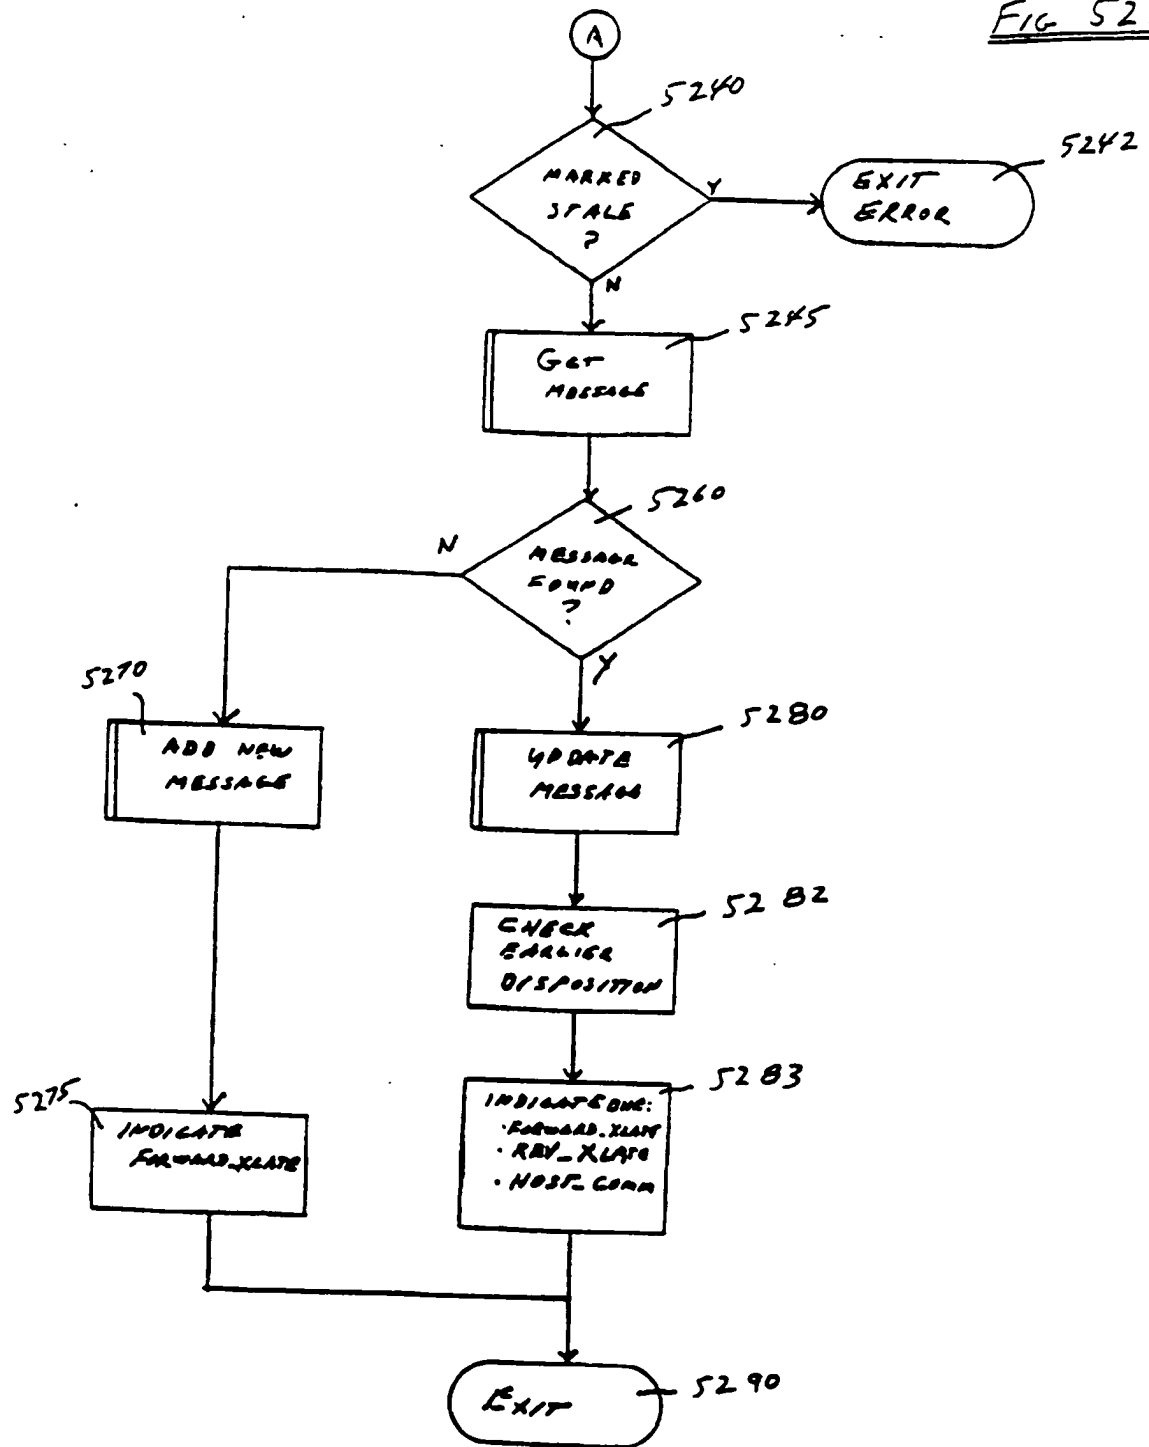 FIG 52
A
5240
MARKED
STALE
?
Y
5242
EXIT
ERROR
N
5245
GET
MESSAGE
5260
MESSAGE
FOUND
?
N
Y
5270
ADD NEW
MESSAGE
5280
UPDATE
MESSAGE
5282
CHECK
EARLIER
DISPOSITION
5283
INDICATE ONE:
· FORWARD_XLATE
· REV_XLATE
· HOST_COMM
5275
INDICATE
FORWARD_XLATE
5290
EXIT